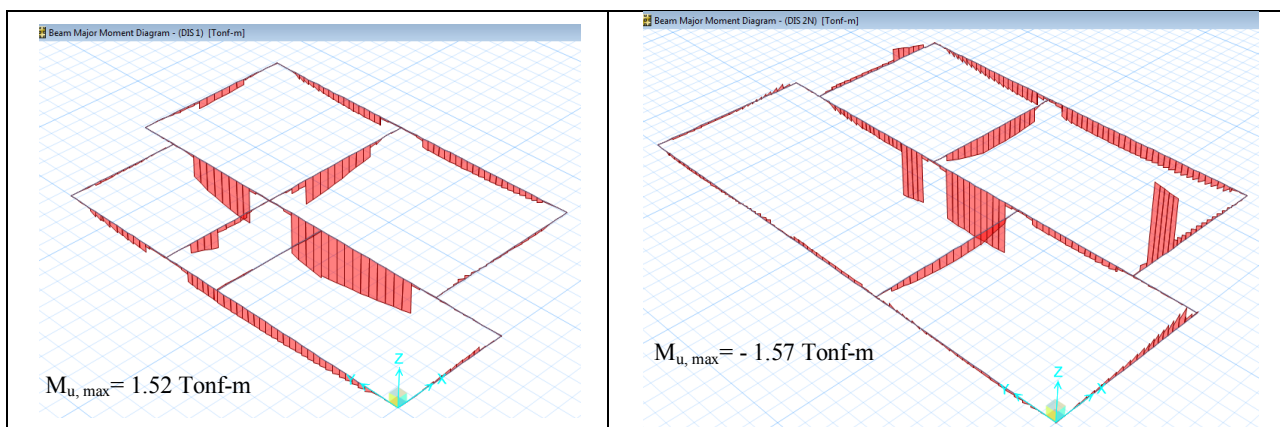 Beam Major Moment Diagram - (DIS 1) [Tonf-m]
Z
Y
X
Mu, max= 1.52 Tonf-m
Beam Major Moment Diagram - (DIS 2N) [Tonf-m]
Mu, max= - 1.57 Tonf-m
Z
Y
X